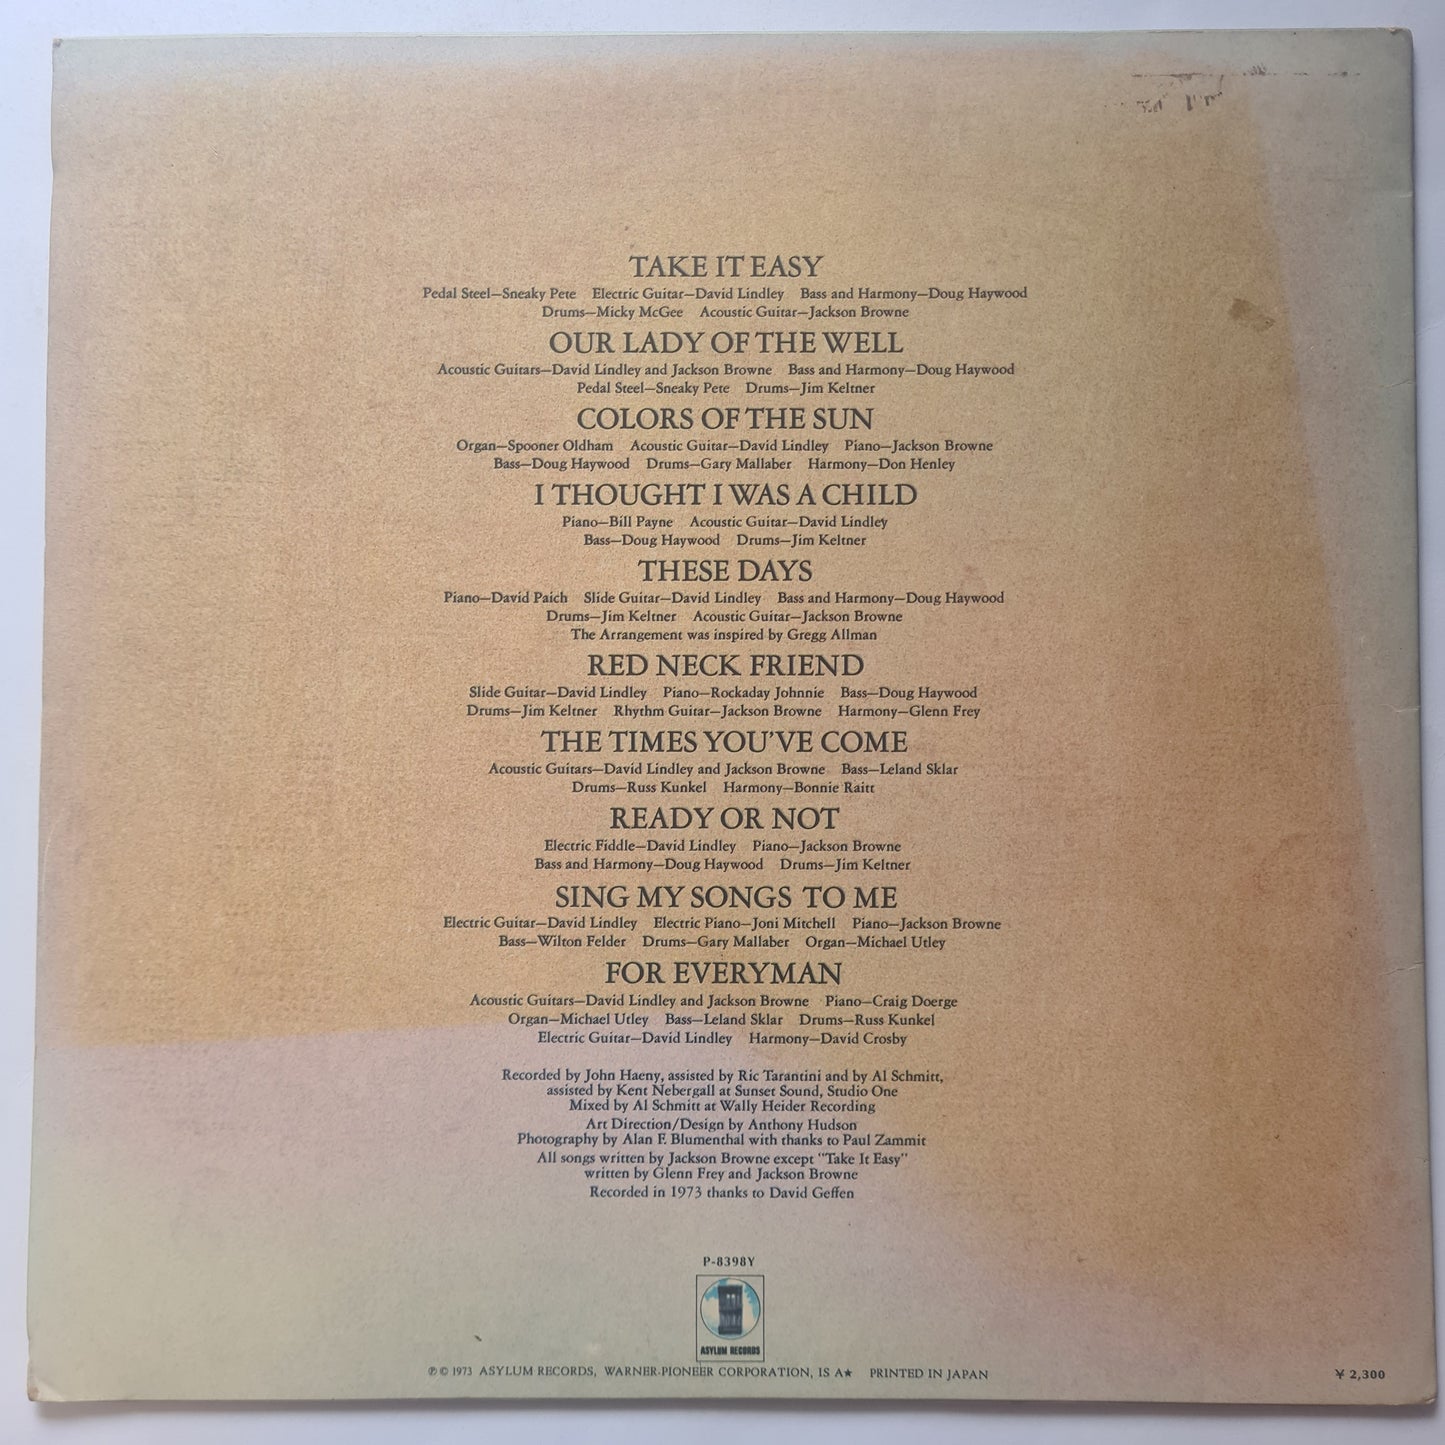 TAKE IT EASY
Pedal Steel—Sneaky Pete Electric Guitar—David Lindley Bass and Harmony—Doug Haywood
Drums—Micky McGee Acoustic Guitar—Jackson Browne
OUR LADY OF THE WELL
Acoustic Guitars—David Lindley and Jackson Browne Bass and Harmony—Doug Haywood
Pedal Steel—Sneaky Pete Drums—Jim Keltner
COLORS OF THE SUN
Organ—Spooner Oldham Acoustic Guitar—David Lindley Piano—Jackson Browne
Bass—Doug Haywood Drums—Gary Mallaber Harmony—Don Henley
I THOUGHT I WAS A CHILD
Piano—Bill Payne Acoustic Guitar—David Lindley
Bass—Doug Haywood Drums—Jim Keltner
THESE DAYS
Piano—David Paich Slide Guitar—David Lindley Bass and Harmony—Doug Haywood
Drums—Jim Keltner Acoustic Guitar—Jackson Browne
The Arrangement was inspired by Gregg Allman
RED NECK FRIEND
Slide Guitar—David Lindley Piano—Rockaday Johnnie Bass—Doug Haywood
Drums—Jim Keltner Rhythm Guitar—Jackson Browne Harmony—Glenn Frey
THE TIMES YOU'VE COME
Acoustic Guitars—David Lindley and Jackson Browne Bass—Leland Sklar
Drums—Russ Kunkel Harmony—Bonnie Raitt
READY OR NOT
Electric Fiddle—David Lindley Piano—Jackson Browne
Bass and Harmony—Doug Haywood Drums—Jim Keltner
SING MY SONGS TO ME
Electric Guitar—David Lindley Electric Piano—Joni Mitchell Piano—Jackson Browne
Bass—Wilton Felder Drums—Gary Mallaber Organ—Michael Utley
FOR EVERYMAN
Acoustic Guitars—David Lindley and Jackson Browne Piano—Craig Doerge
Organ—Michael Utley Bass—Leland Sklar Drums—Russ Kunkel
Electric Guitar—David Lindley Harmony—David Crosby
Recorded by John Haeny, assisted by Ric Tarantini and by Al Schmitt,
assisted by Kent Nebergall at Sunset Sound, Studio One
Mixed by Al Schmitt at Wally Heider Recording
Art Direction/Design by Anthony Hudson
Photography by Alan F. Blumenthal with thanks to Paul Zammit
All songs written by Jackson Browne except "Take It Easy"
written by Glenn Frey and Jackson Browne
Recorded in 1973 thanks to David Geffen
P-8398Y
ASYLUM RECORDS
℗ © 1973 ASYLUM RECORDS, WARNER-PIONEER CORPORATION, IS A★ PRINTED IN JAPAN
¥ 2,300